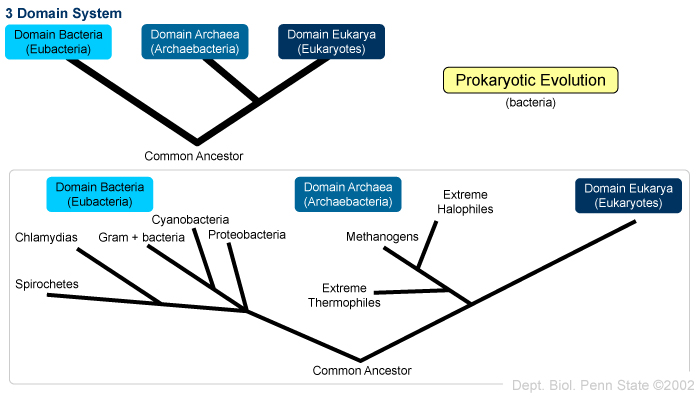 3 Domain System
Domain Bacteria
(Eubacteria)
Domain Archaea
(Archaebacteria)
Domain Eukarya
(Eukaryotes)
Prokaryotic Evolution
(bacteria)
Common Ancestor
Domain Bacteria
(Eubacteria)
Domain Archaea
(Archaebacteria)
Domain Eukarya
(Eukaryotes)
Extreme
Halophiles
Cyanobacteria
Chlamydias
Gram + bacteria
Proteobacteria
Methanogens
Spirochetes
Extreme
Thermophiles
Common Ancestor
Dept. Biol. Penn State ©2002